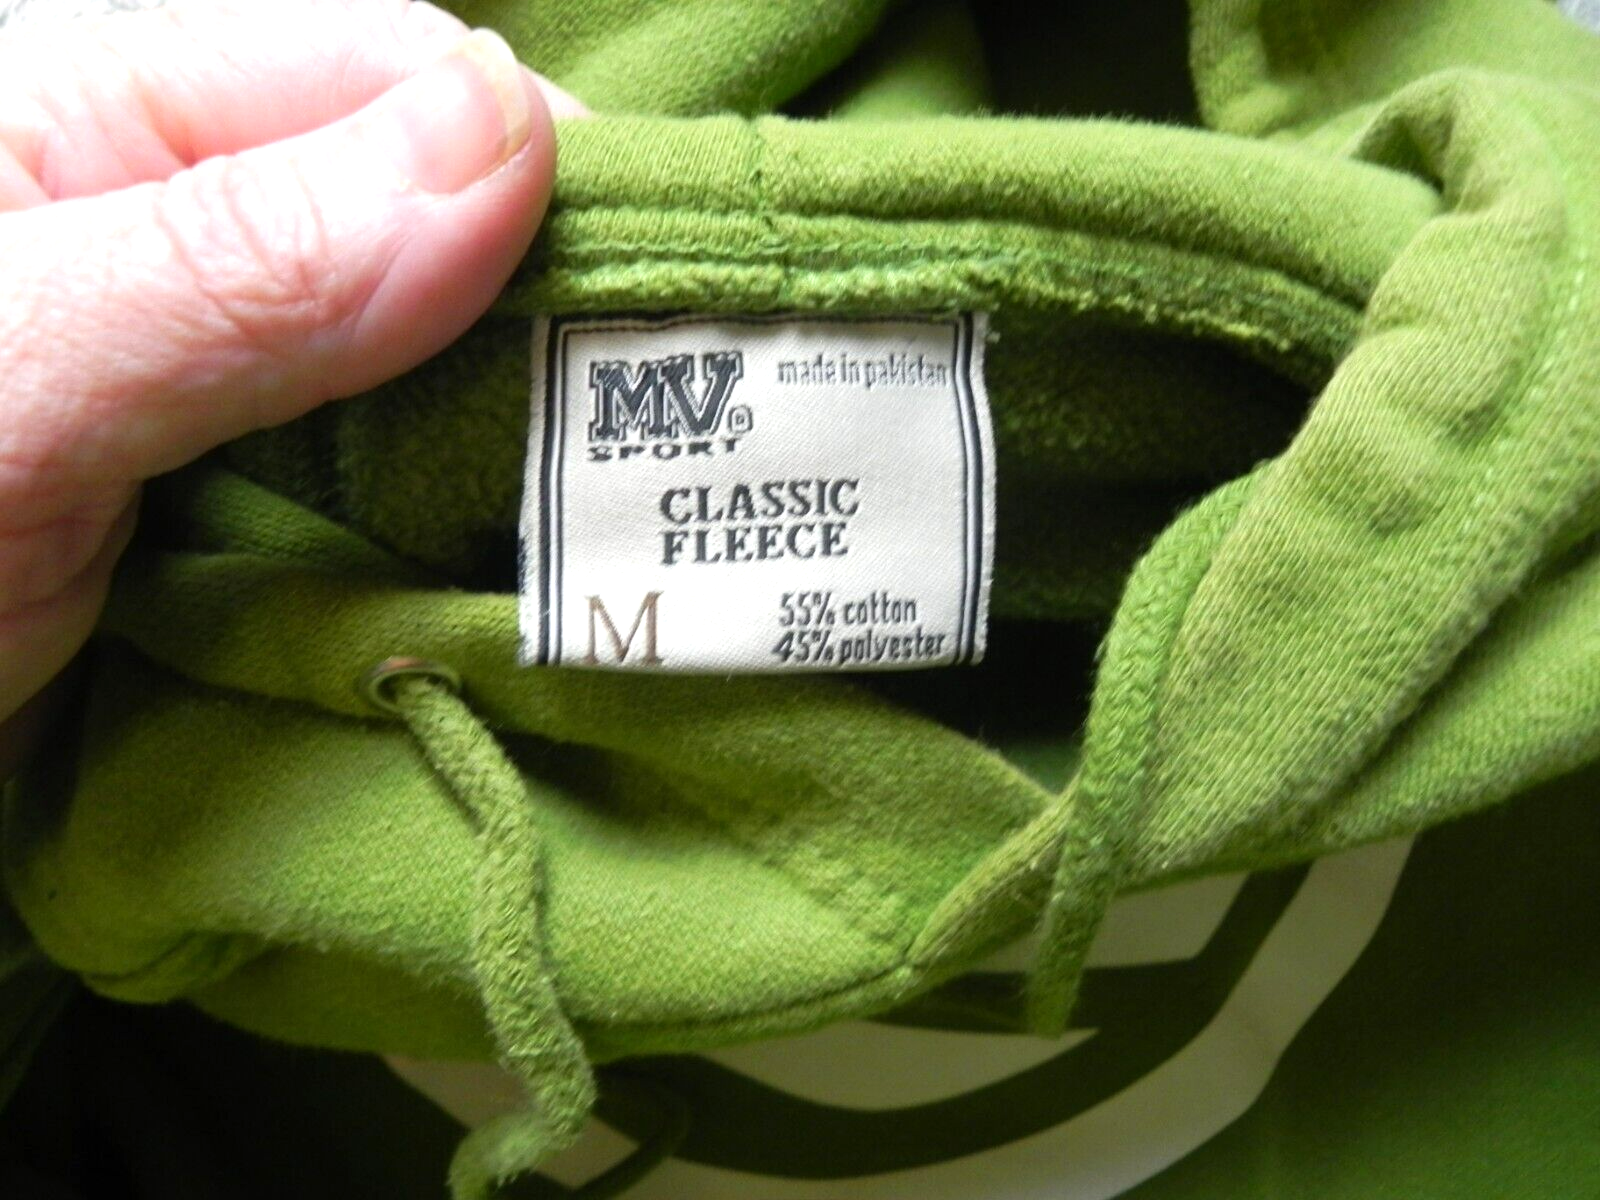 MV®
SPORT
made in pakistan
CLASSIC
FLEECE
M
55% cotton
45% polyester